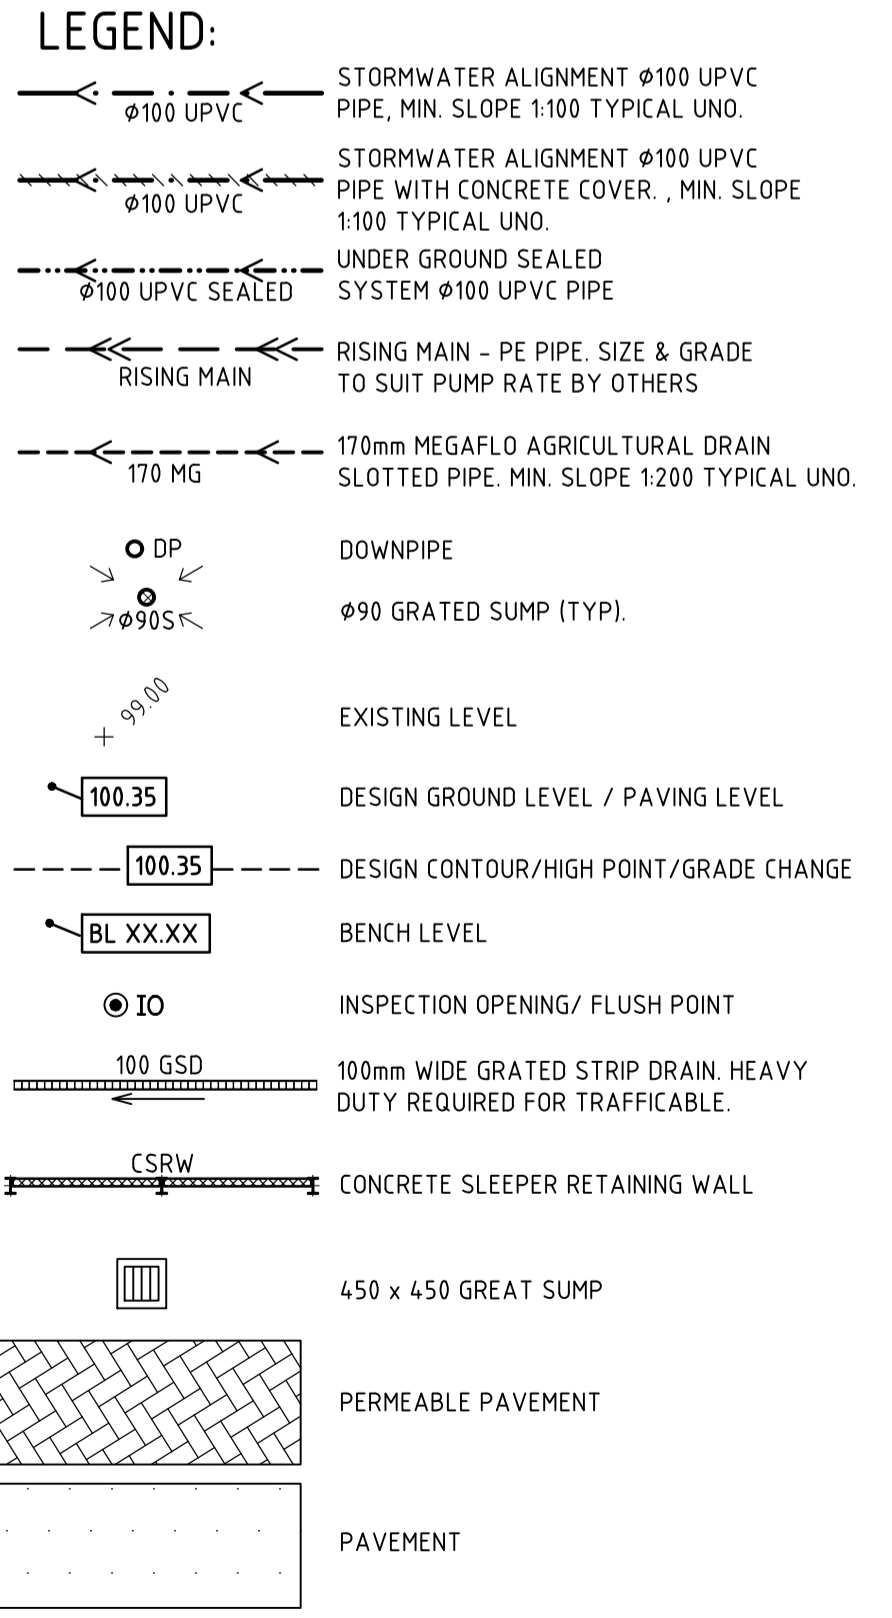 LEGEND:
Ø100 UPVC
STORMWATER ALIGNMENT Ø100 UPVC
PIPE, MIN. SLOPE 1:100 TYPICAL UNO.
Ø100 UPVC
STORMWATER ALIGNMENT Ø100 UPVC
PIPE WITH CONCRETE COVER. , MIN. SLOPE
1:100 TYPICAL UNO.
Ø100 UPVC SEALED
UNDER GROUND SEALED
SYSTEM Ø100 UPVC PIPE
RISING MAIN
RISING MAIN - PE PIPE. SIZE & GRADE
TO SUIT PUMP RATE BY OTHERS
170 MG
170mm MEGAFLO AGRICULTURAL DRAIN
SLOTTED PIPE. MIN. SLOPE 1:200 TYPICAL UNO.
DP
DOWNPIPE
Ø90S
Ø90 GRATED SUMP (TYP).
99.00
EXISTING LEVEL
100.35
DESIGN GROUND LEVEL / PAVING LEVEL
100.35
DESIGN CONTOUR/HIGH POINT/GRADE CHANGE
BL XX.XX
BENCH LEVEL
IO
INSPECTION OPENING/ FLUSH POINT
100 GSD
100mm WIDE GRATED STRIP DRAIN. HEAVY
DUTY REQUIRED FOR TRAFFICABLE.
CSRW
CONCRETE SLEEPER RETAINING WALL
450 x 450 GREAT SUMP
PERMEABLE PAVEMENT
PAVEMENT